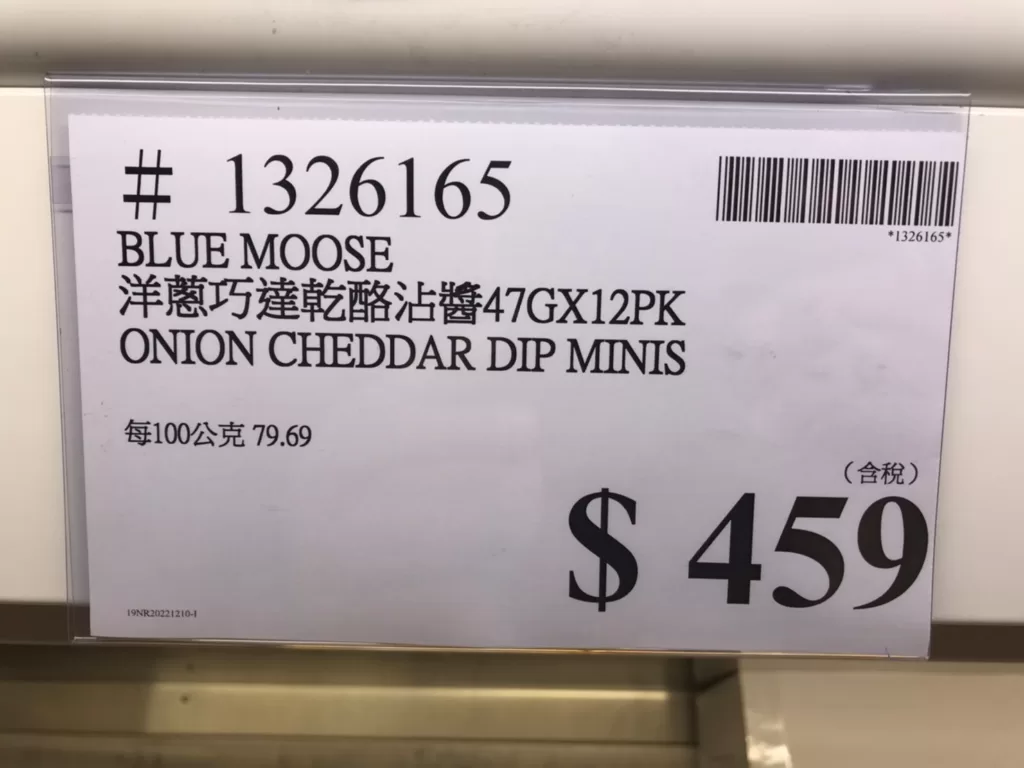 # 1326165
*1326165*
BLUE MOOSE
洋蔥巧達乾酪沾醬47GX12PK
ONION CHEDDAR DIP MINIS
每100公克 79.69
（含稅）
$ 459
19NR20221210-I